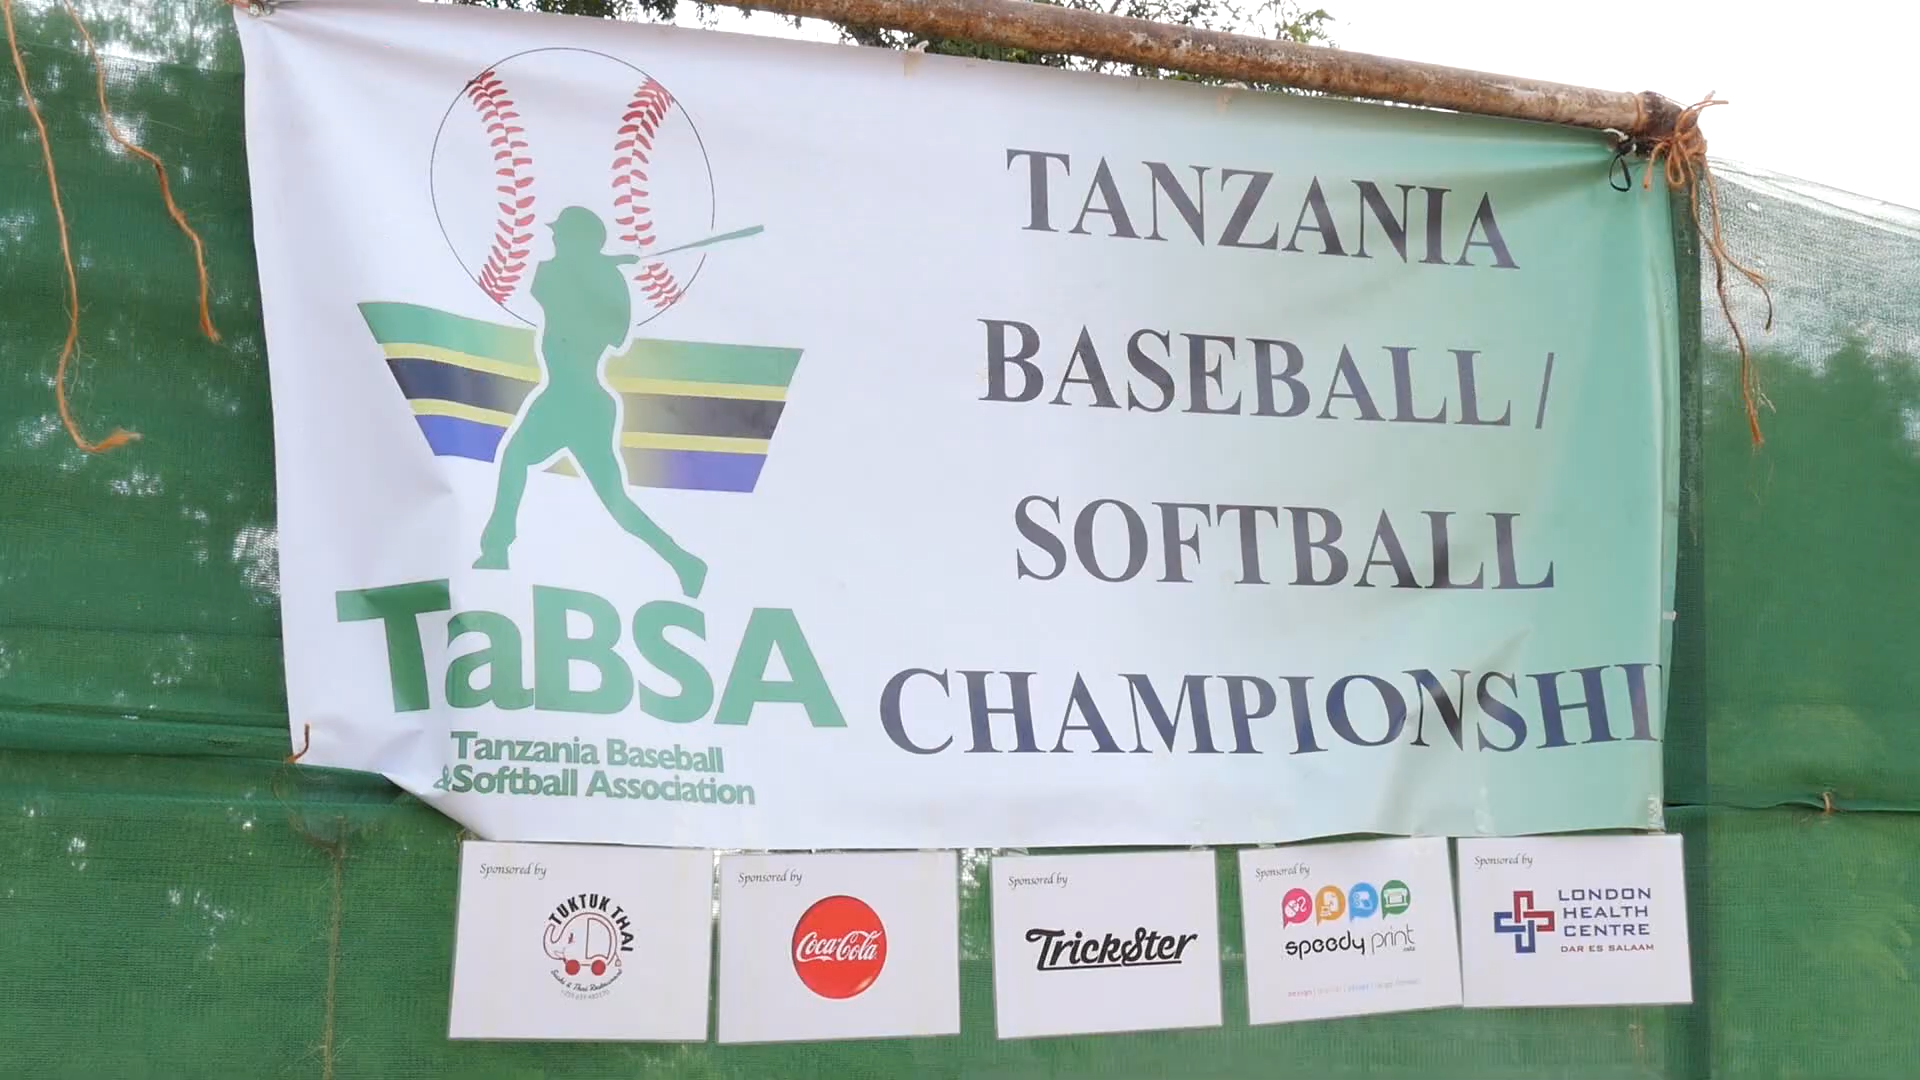 TANZANIA
BASEBALL /
SOFTBALL
CHAMPIONSHI
TaBSA
Tanzania Baseball
&Softball Association
Sponsored by
TUKTUK THAI
Sponsored by
Coca-Cola
Sponsored by
Trickster
Sponsored by
speedy print
Sponsored by
LONDON
HEALTH
CENTRE
DAR ES SALAAM